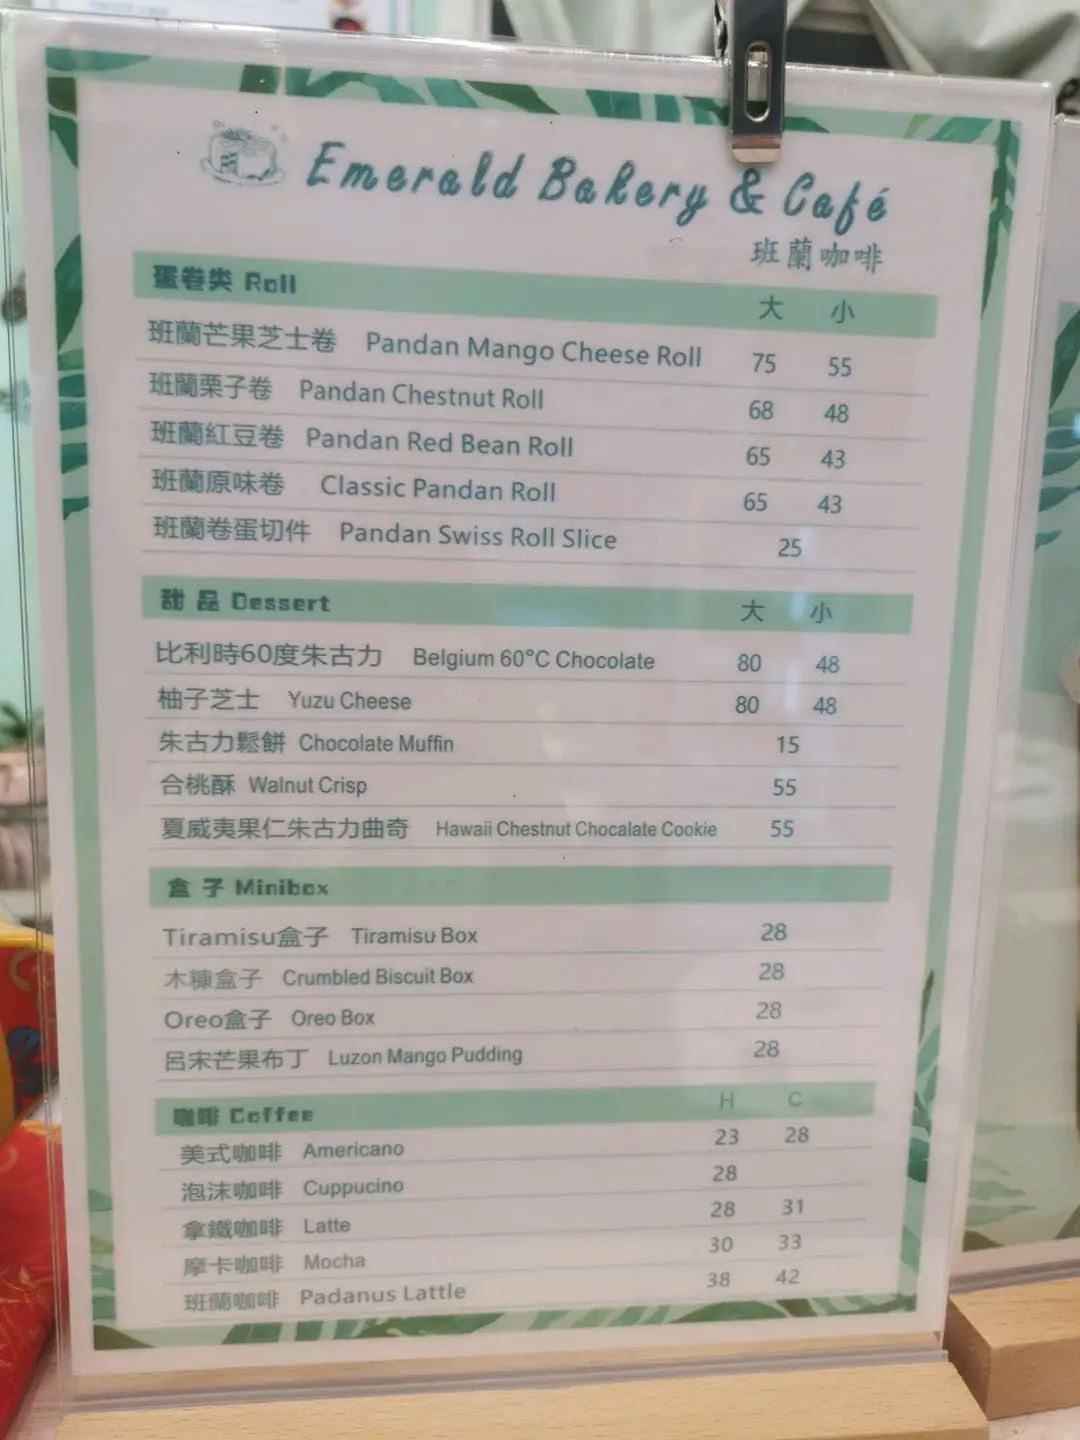 Emerald Bakery & Café
班蘭咖啡
蛋卷类 Roll 大 小
班蘭芒果芝士卷 Pandan Mango Cheese Roll 75 55
班蘭栗子卷 Pandan Chestnut Roll 68 48
班蘭紅豆卷 Pandan Red Bean Roll 65 43
班蘭原味卷 Classic Pandan Roll 65 43
班蘭卷蛋切件 Pandan Swiss Roll Slice 25
甜 品 Dessert 大 小
比利時60度朱古力 Belgium 60°C Chocolate 80 48
柚子芝士 Yuzu Cheese 80 48
朱古力鬆餅 Chocolate Muffin 15
合桃酥 Walnut Crisp 55
夏威夷果仁朱古力曲奇 Hawaii Chestnut Chocalate Cookie 55
盒 子 Minibox
Tiramisu盒子 Tiramisu Box 28
木糠盒子 Crumbled Biscuit Box 28
Oreo盒子 Oreo Box 28
呂宋芒果布丁 Luzon Mango Pudding 28
咖啡 Coffee H C
美式咖啡 Americano 23 28
泡沫咖啡 Cuppucino 28
拿鐵咖啡 Latte 28 31
摩卡咖啡 Mocha 30 33
班蘭咖啡 Padanus Lattle 38 42